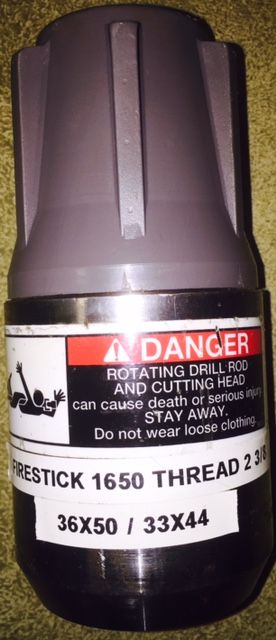 DANGER
ROTATING DRILL ROD
AND CUTTING HEAD
can cause death or serious injury.
STAY AWAY.
Do not wear loose clothing.
FIRESTICK 1650 THREAD 2 3/8
36X50 / 33X44